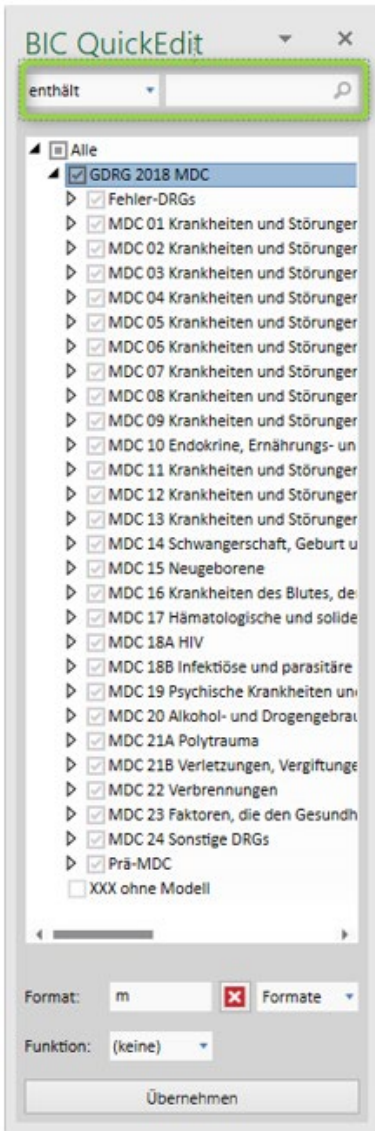 BIC QuickEdit
enthält
Alle
GDRG 2018 MDC
Fehler-DRGs
MDC 01 Krankheiten und Störunger
MDC 02 Krankheiten und Störunger
MDC 03 Krankheiten und Störunger
MDC 04 Krankheiten und Störunger
MDC 05 Krankheiten und Störunger
MDC 06 Krankheiten und Störunger
MDC 07 Krankheiten und Störunger
MDC 08 Krankheiten und Störunger
MDC 09 Krankheiten und Störunger
MDC 10 Endokrine, Ernährungs- un
MDC 11 Krankheiten und Störunger
MDC 12 Krankheiten und Störunger
MDC 13 Krankheiten und Störunger
MDC 14 Schwangerschaft, Geburt u
MDC 15 Neugeborene
MDC 16 Krankheiten des Blutes, de
MDC 17 Hämatologische und solide
MDC 18A HIV
MDC 18B Infektiöse und parasitäre
MDC 19 Psychische Krankheiten un
MDC 20 Alkohol- und Drogengebrau
MDC 21A Polytrauma
MDC 21B Verletzungen, Vergiftunge
MDC 22 Verbrennungen
MDC 23 Faktoren, die den Gesundh
MDC 24 Sonstige DRGs
Prä-MDC
XXX ohne Modell
Format: m Formate
Funktion: (keine)
Übernehmen